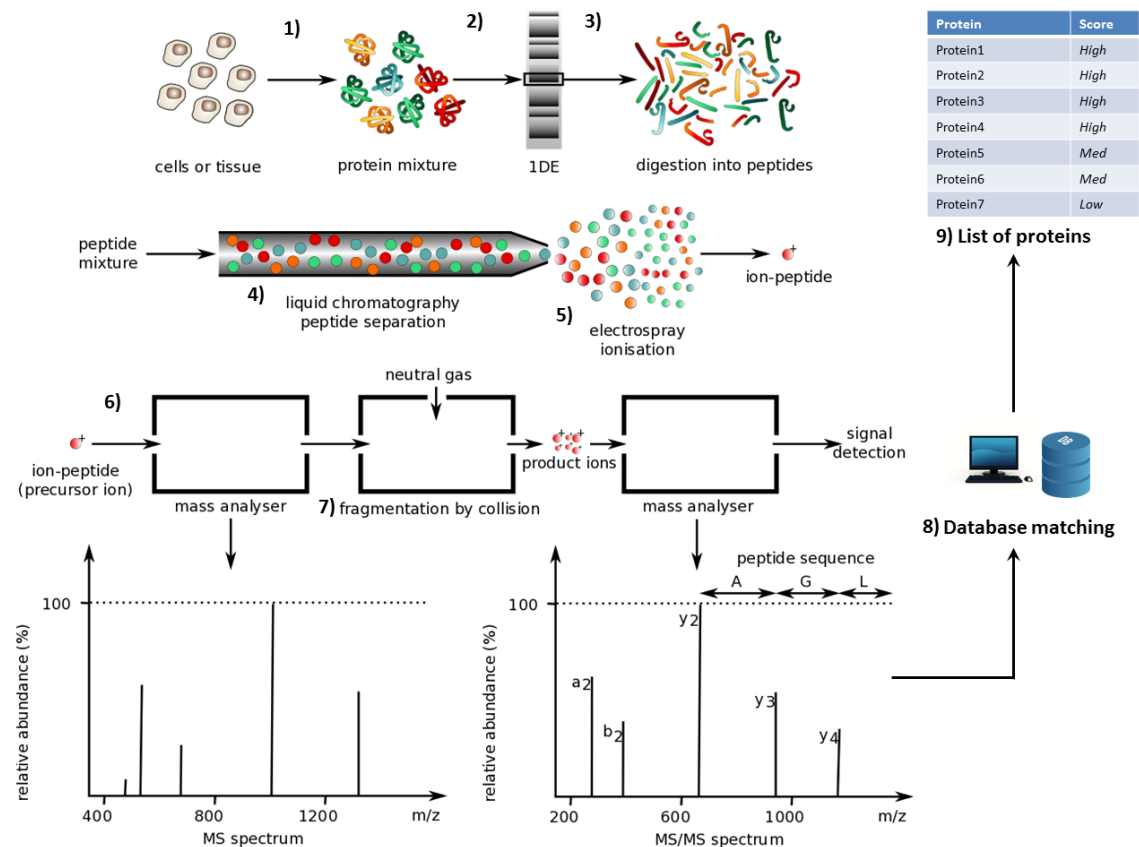 1)
2)
3)
cells or tissue
protein mixture
1DE
digestion into peptides
Protein Score
Protein1 High
Protein2 High
Protein3 High
Protein4 High
Protein5 Med
Protein6 Med
Protein7 Low
9) List of proteins
peptide
mixture
4)
liquid chromatography
peptide separation
5)
electrospray
ionisation
+
ion-peptide
6)
neutral gas
+
ion-peptide
(precursor ion)
mass analyser
7)
fragmentation by collision
+ + +
+ +
product ions
mass analyser
signal
detection
DB
8) Database matching
relative abundance (%)
100
400
800
1200
m/z
MS spectrum
relative abundance (%)
100
peptide sequence
A
G
L
a2
b2
y2
y3
y4
200
600
1000
m/z
MS/MS spectrum